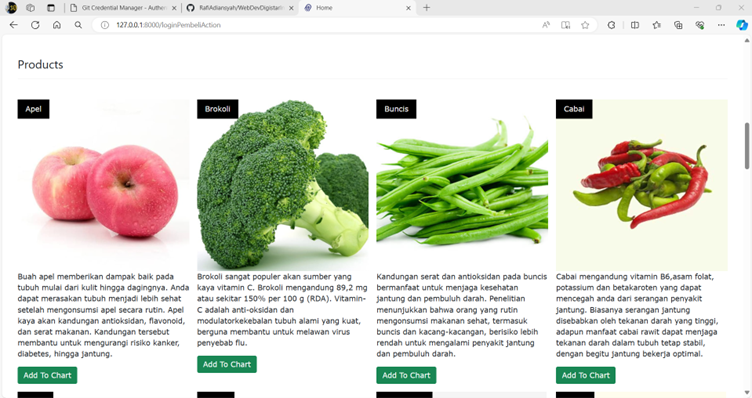 Git Credential Manager - Authen
RafiAdiansyah/WebDevDigistarIn
Home
127.0.0.1:8000/loginPembeliAction
Products
Apel
Brokoli
Buncis
Cabai
Buah apel memberikan dampak baik pada
tubuh mulai dari kulit hingga dagingnya. Anda
dapat merasakan tubuh menjadi lebih sehat
setelah mengonsumsi apel secara rutin. Apel
kaya akan kandungan antioksidan, flavonoid,
dan serat makanan. Kandungan tersebut
membantu untuk mengurangi risiko kanker,
diabetes, hingga jantung.
Add To Chart
Brokoli sangat populer akan sumber yang
kaya vitamin C. Brokoli mengandung 89,2 mg
atau sekitar 150% per 100 g (RDA). Vitamin-
C adalah anti-oksidan dan
modulatorkekebalan tubuh alami yang kuat,
berguna membantu untuk melawan virus
penyebab flu.
Add To Chart
Kandungan serat dan antioksidan pada buncis
bermanfaat untuk menjaga kesehatan
jantung dan pembuluh darah. Penelitian
menunjukkan bahwa orang yang rutin
mengonsumsi makanan sehat, termasuk
buncis dan kacang-kacangan, berisiko lebih
rendah untuk mengalami penyakit jantung
dan pembuluh darah.
Add To Chart
Cabai mengandung vitamin B6,asam folat,
potassium dan betakaroten yang dapat
mencegah anda dari serangan penyakit
jantung. Biasanya serangan jantung
disebabkan oleh tekanan darah yang tinggi,
adapun manfaat cabai rawit dapat menjaga
tekanan darah dalam tubuh tetap stabil,
dengan begitu jantung bekerja optimal.
Add To Chart